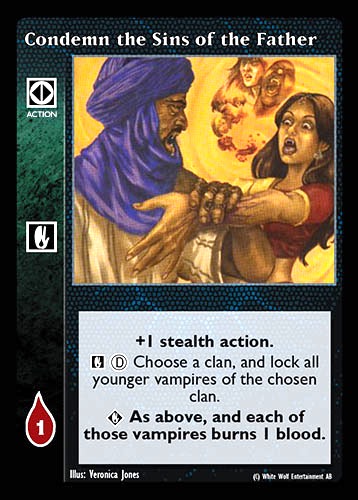 Condemn the Sins of the Father
ACTION
+1 stealth action.
D Choose a clan, and lock all
younger vampires of the chosen
clan.
As above, and each of
those vampires burns 1 blood.
1
Illus: Veronica Jones
(C) White Wolf Entertainment AB